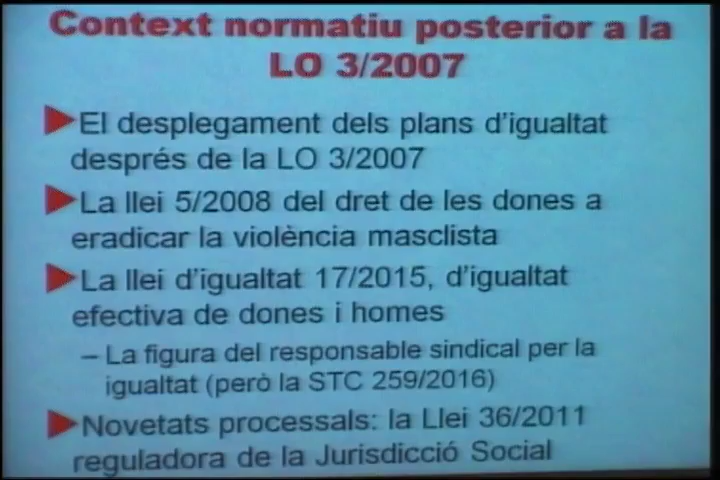 Context normatiu posterior a la
LO 3/2007
El desplegament dels plans d'igualtat
després de la LO 3/2007
La llei 5/2008 del dret de les dones a
eradicar la violència masclista
La llei d'igualtat 17/2015, d'igualtat
efectiva de dones i homes
– La figura del responsable sindical per la
igualtat (però la STC 259/2016)
Novetats processals: la Llei 36/2011
reguladora de la Jurisdicció Social